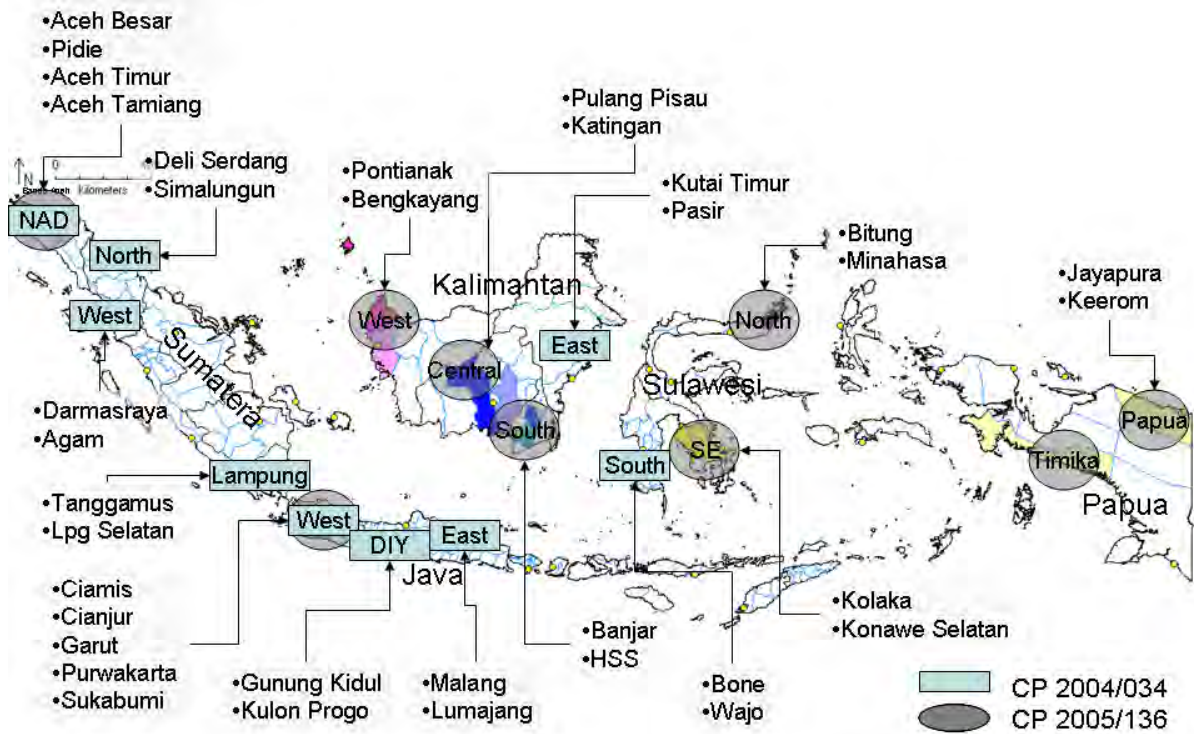 •Aceh Besar
•Pidie
•Aceh Timur
•Aceh Tamiang
•Pulang Pisau
•Katingan
•Deli Serdang
•Simalungun
•Pontianak
•Bengkayang
•Kutai Timur
•Pasir
•Bitung
•Minahasa
•Jayapura
•Keerom
N
0
kilometers
NAD
North
West
Sumatera
Kalimantan
West
Central
South
East
North
Sulawesi
South
SE
Papua
Timika
Papua
•Darmasraya
•Agam
Lampung
•Tanggamus
•Lpg Selatan
West
DIY
East
Java
•Ciamis
•Cianjur
•Garut
•Purwakarta
•Sukabumi
•Gunung Kidul
•Kulon Progo
•Malang
•Lumajang
•Banjar
•HSS
•Bone
•Wajo
•Kolaka
•Konawe Selatan
CP 2004/034
CP 2005/136